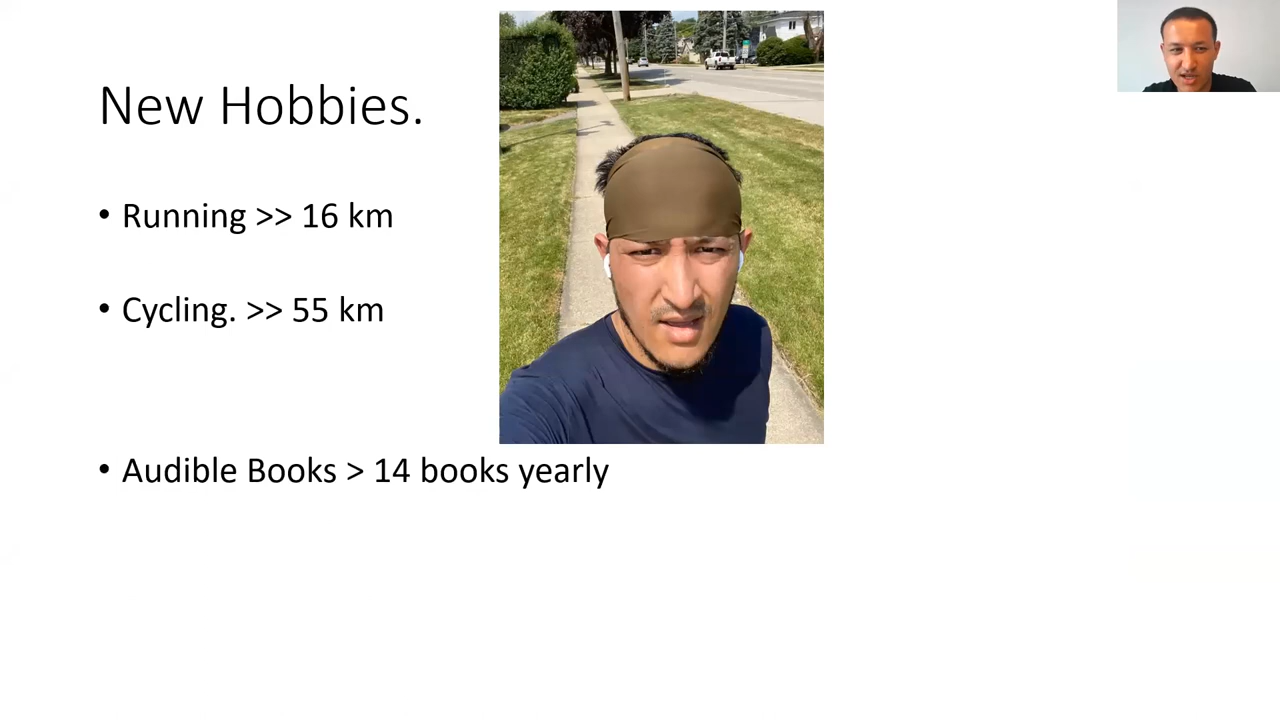 New Hobbies.
• Running >> 16 km
• Cycling. >> 55 km
• Audible Books > 14 books yearly